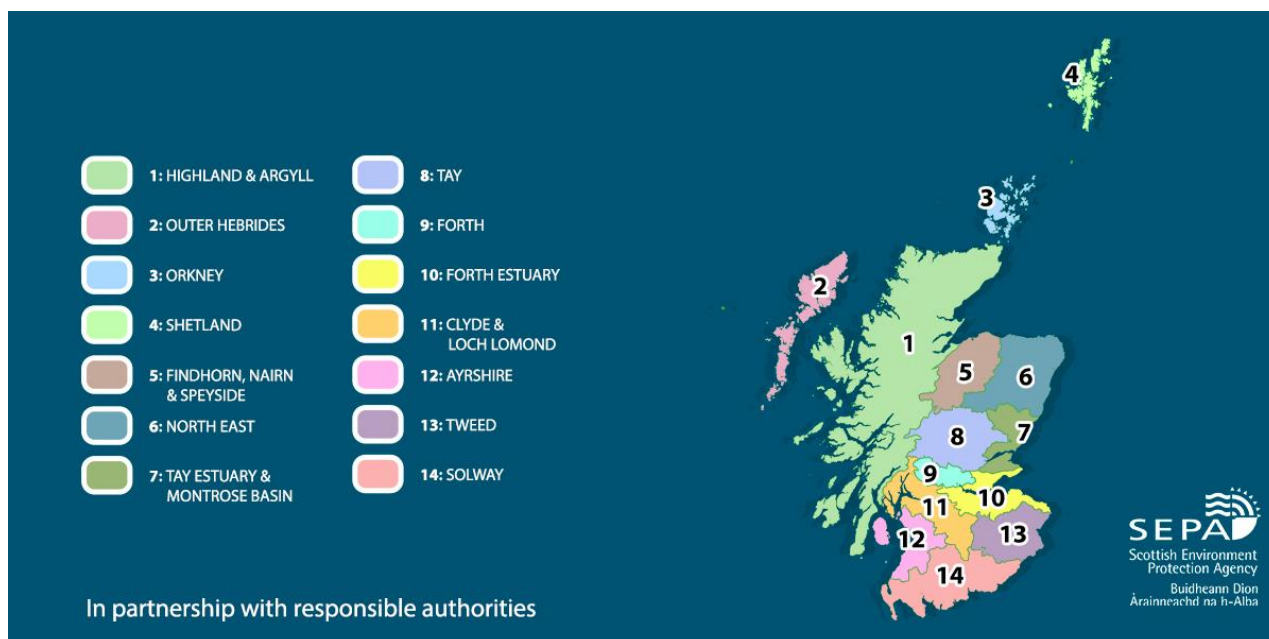 1: HIGHLAND & ARGYLL
2: OUTER HEBRIDES
3: ORKNEY
4: SHETLAND
5: FINDHORN, NAIRN
& SPEYSIDE
6: NORTH EAST
7: TAY ESTUARY &
MONTROSE BASIN
8: TAY
9: FORTH
10: FORTH ESTUARY
11: CLYDE &
LOCH LOMOND
12: AYRSHIRE
13: TWEED
14: SOLWAY
4
3
2
1
5
6
7
8
9
10
11
12
13
14
SEPA
Scottish Environment
Protection Agency
Buidheann Dìon
Àrainneachd na h-Alba
In partnership with responsible authorities